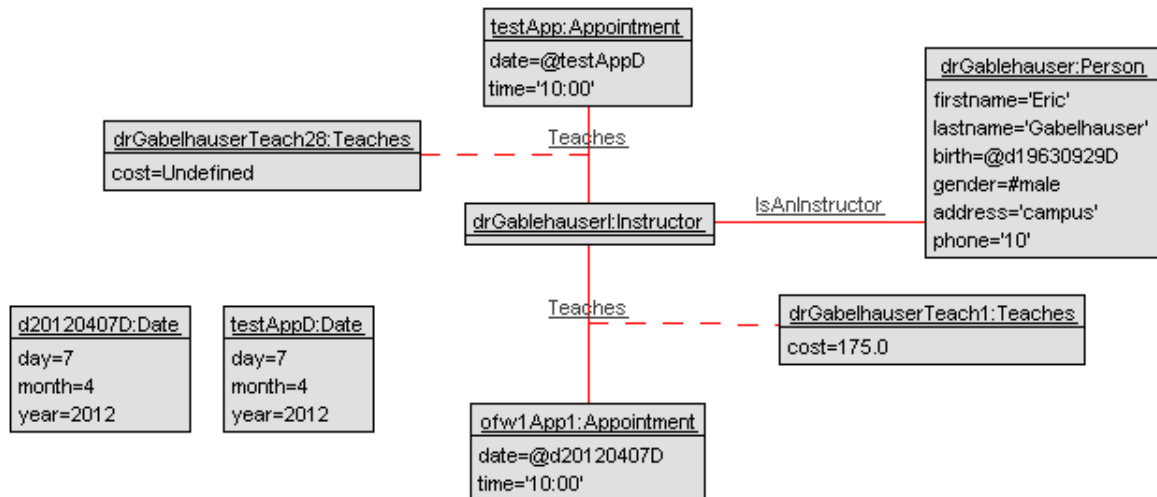 testApp:Appointment
date=@testAppD
time='10:00'
drGablehauser:Person
firstname='Eric'
lastname='Gabelhauser'
birth=@d19630929D
gender=#male
address='campus'
phone='10'
drGabelhauserTeach28:Teaches
cost=Undefined
Teaches
IsAnInstructor
drGablehauserI:Instructor
Teaches
d20120407D:Date
day=7
month=4
year=2012
testAppD:Date
day=7
month=4
year=2012
drGabelhauserTeach1:Teaches
cost=175.0
ofw1App1:Appointment
date=@d20120407D
time='10:00'